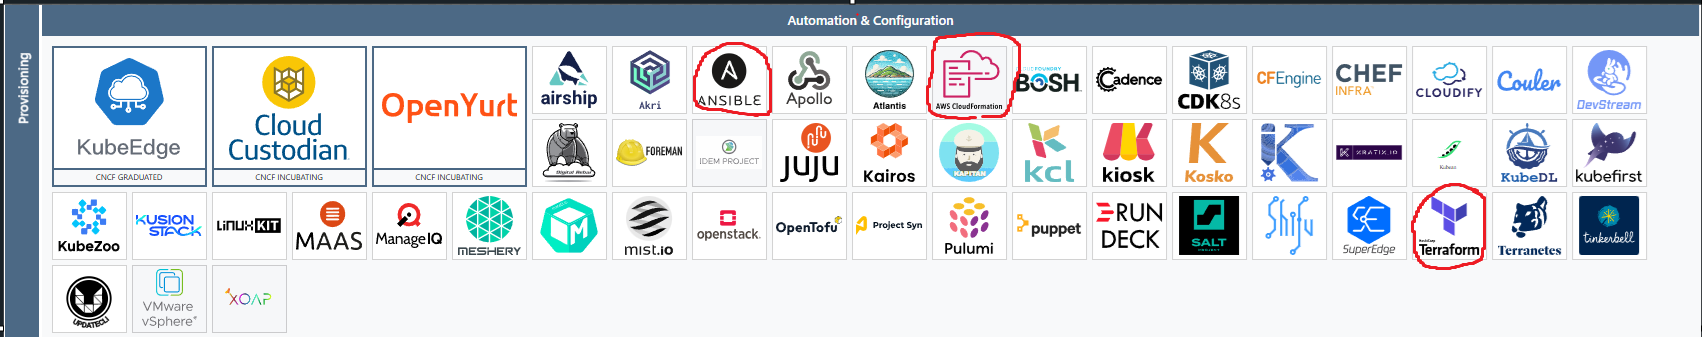 Provisioning
Automation & Configuration
KubeEdge
CNCF GRADUATED
Cloud
Custodian
CNCF INCUBATING
OpenYurt
CNCF INCUBATING
airship
Akri
ANSIBLE
Apollo
Atlantis
AWS CloudFormation
BOSH
Cadence
CDK8s
CFEngine
CHEF
INFRA
CLOUDIFY
Couler
DevStream
Digital Rebar
FOREMAN
IDEM PROJECT
JUJU
Kairos
KAPITAN
kcl
kiosk
Kosko
KRATIX.IO
KubeDL
kubefirst
KubeZoo
KUSION
STACK
LINUXKIT
MAAS
ManageIQ
MESHERY
mist.io
openstack.
OpenTofu
Project Syn
Pulumi
puppet
RUN
DECK
SALT
PROJECT
Shifu
SuperEdge
HashiCorp
Terraform
Terranetes
tinkerbell
UPDATECLI
VMware
vSphere
XOAP